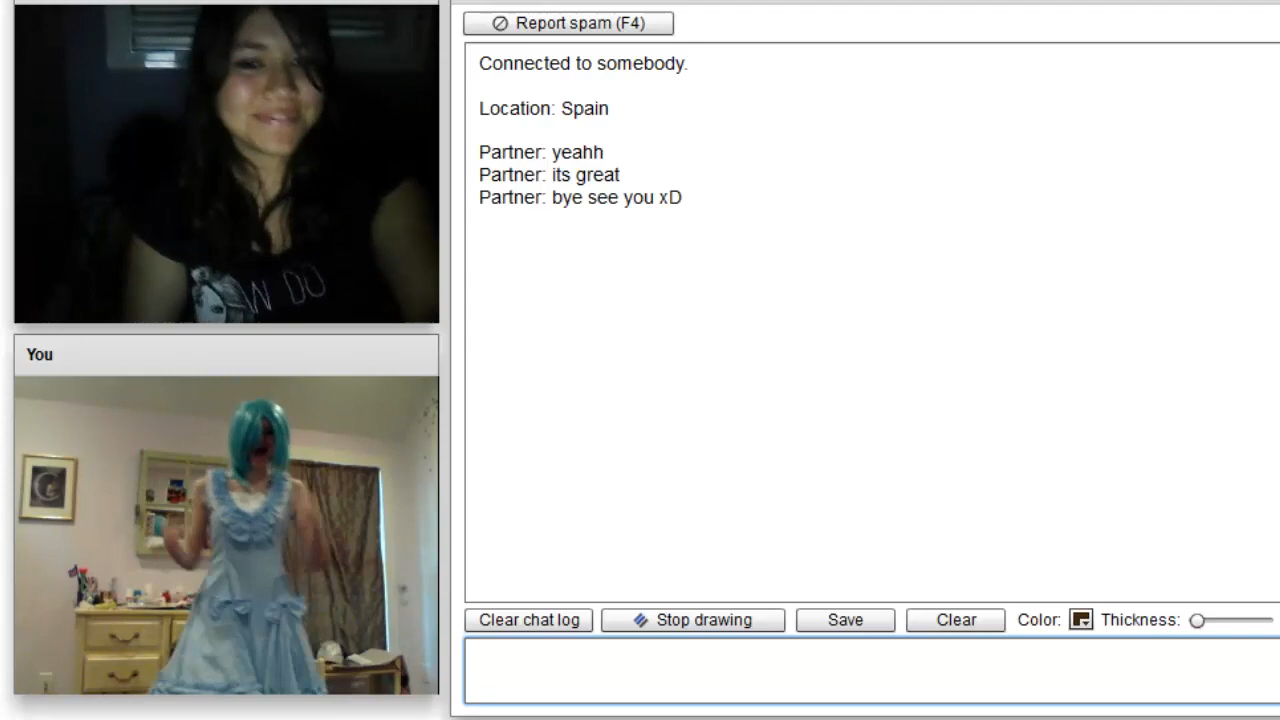 Report spam (F4)
Connected to somebody.
Location: Spain
Partner: yeahh
Partner: its great
Partner: bye see you xD
W DO
You
G
Clear chat log
Stop drawing
Save
Clear
Color:
Thickness: